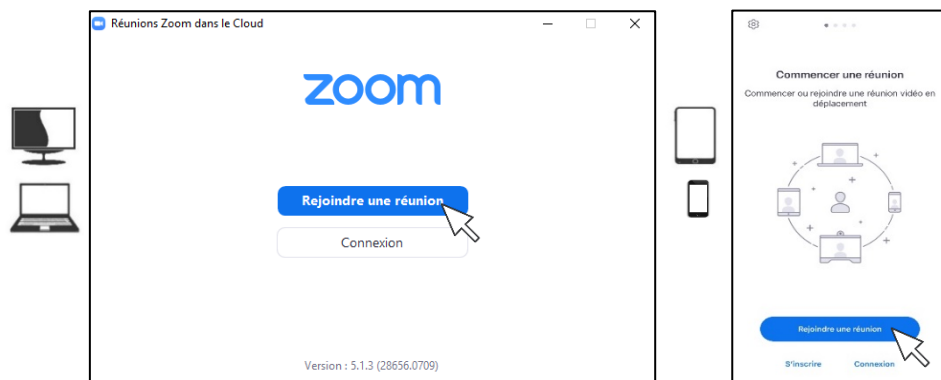 Réunions Zoom dans le Cloud
zoom
Rejoindre une réunion
Connexion
Version : 5.1.3 (28656.0709)
Commencer une réunion
Commencer ou rejoindre une réunion vidéo en
déplacement
Rejoindre une réunion
S'inscrire Connexion